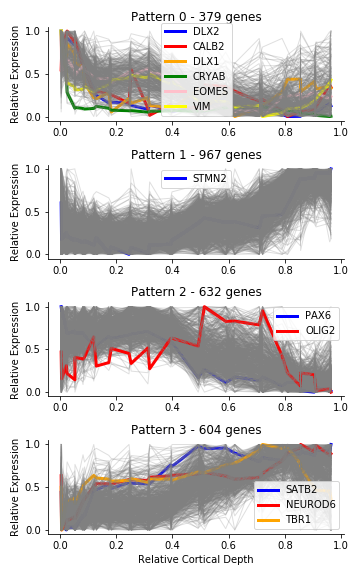 Pattern 0 - 379 genes
Relative Expression
1.0
0.5
0.0
DLX2
CALB2
DLX1
CRYAB
EOMES
VIM
0.0 0.2 0.4 0.6 0.8 1.0
Pattern 1 - 967 genes
Relative Expression
1.0
0.5
0.0
STMN2
0.0 0.2 0.4 0.6 0.8 1.0
Pattern 2 - 632 genes
Relative Expression
1.0
0.5
0.0
PAX6
OLIG2
0.0 0.2 0.4 0.6 0.8 1.0
Pattern 3 - 604 genes
Relative Expression
1.0
0.5
0.0
SATB2
NEUROD6
TBR1
0.0 0.2 0.4 0.6 0.8 1.0
Relative Cortical Depth